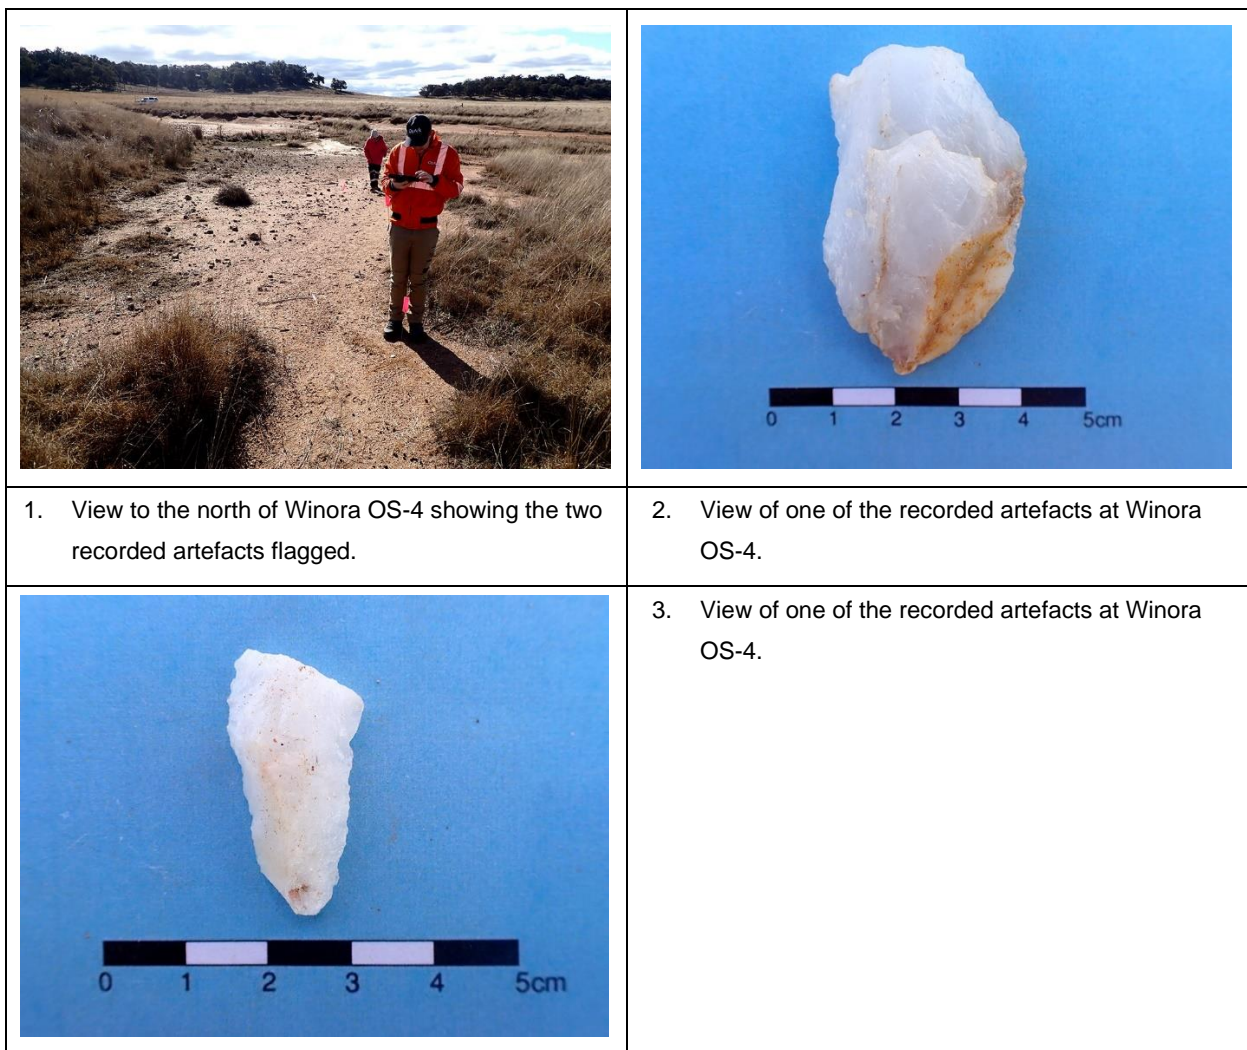 0 1 2 3 4 5cm
1. View to the north of Winora OS-4 showing the two
recorded artefacts flagged.
2. View of one of the recorded artefacts at Winora
OS-4.
3. View of one of the recorded artefacts at Winora
OS-4.
0 1 2 3 4 5cm